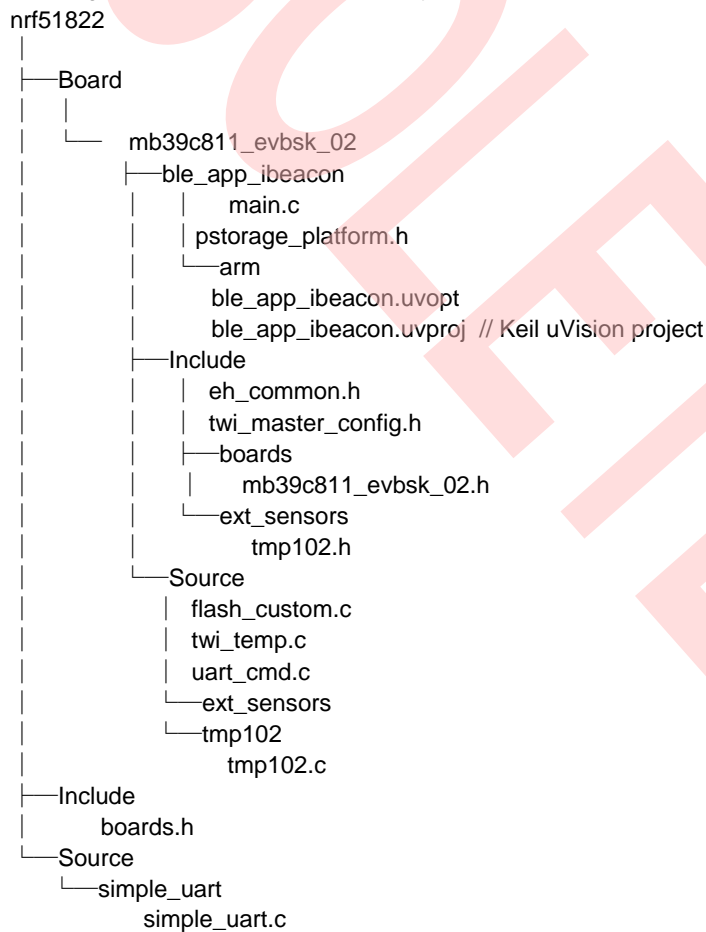 nrf51822
│
├──Board
│ │
│ └── mb39c811_evbsk_02
│ ├──ble_app_ibeacon
│ │ │ main.c
│ │ │ pstorage_platform.h
│ │ └──arm
│ │ ble_app_ibeacon.uvopt
│ │ ble_app_ibeacon.uvproj // Keil uVision project
│ ├──Include
│ │ │ eh_common.h
│ │ │ twi_master_config.h
│ │ ├──boards
│ │ │ mb39c811_evbsk_02.h
│ │ └──ext_sensors
│ │ tmp102.h
│ └──Source
│ │ flash_custom.c
│ │ twi_temp.c
│ │ uart_cmd.c
│ └──ext_sensors
│ └──tmp102
│ tmp102.c
├──Include
│ boards.h
└──Source
└──simple_uart
simple_uart.c